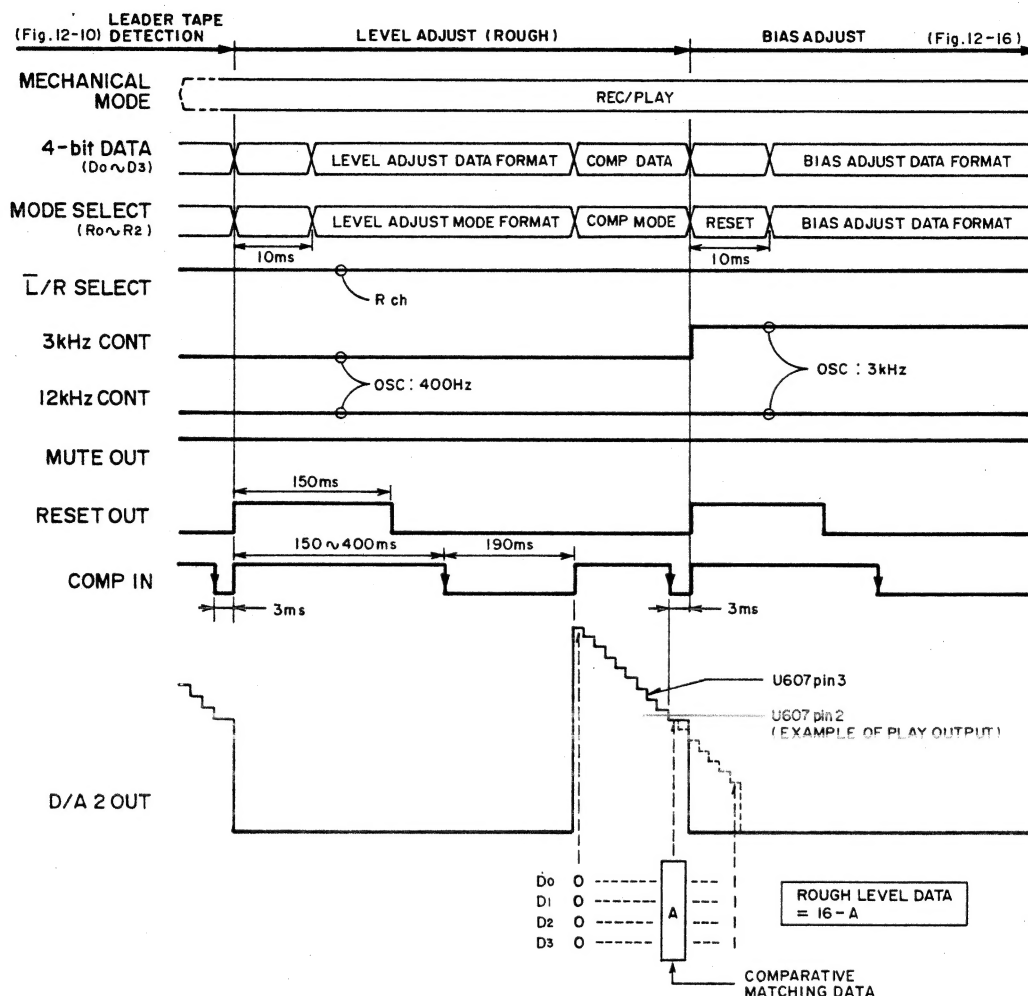 LEADER TAPE
(Fig.12-10) DETECTION
LEVEL ADJUST (ROUGH)
BIAS ADJUST
(Fig.12-16)
MECHANICAL
MODE
REC/PLAY
4-bit DATA
(D0~D3)
LEVEL ADJUST DATA FORMAT
COMP DATA
BIAS ADJUST DATA FORMAT
MODE SELECT
(R0~R2)
LEVEL ADJUST MODE FORMAT
COMP MODE
RESET
BIAS ADJUST DATA FORMAT
10ms
10ms
L̅/R SELECT
R ch
3kHz CONT
OSC : 400Hz
OSC : 3kHz
12kHz CONT
MUTE OUT
150ms
RESET OUT
150~400ms
190ms
COMP IN
3ms
3ms
U607 pin 3
U607 pin 2
(EXAMPLE OF PLAY OUTPUT)
D/A 2 OUT
D0 0 1
D1 0 1
D2 0 1
D3 0 1
A
ROUGH LEVEL DATA
= 16-A
COMPARATIVE
MATCHING DATA